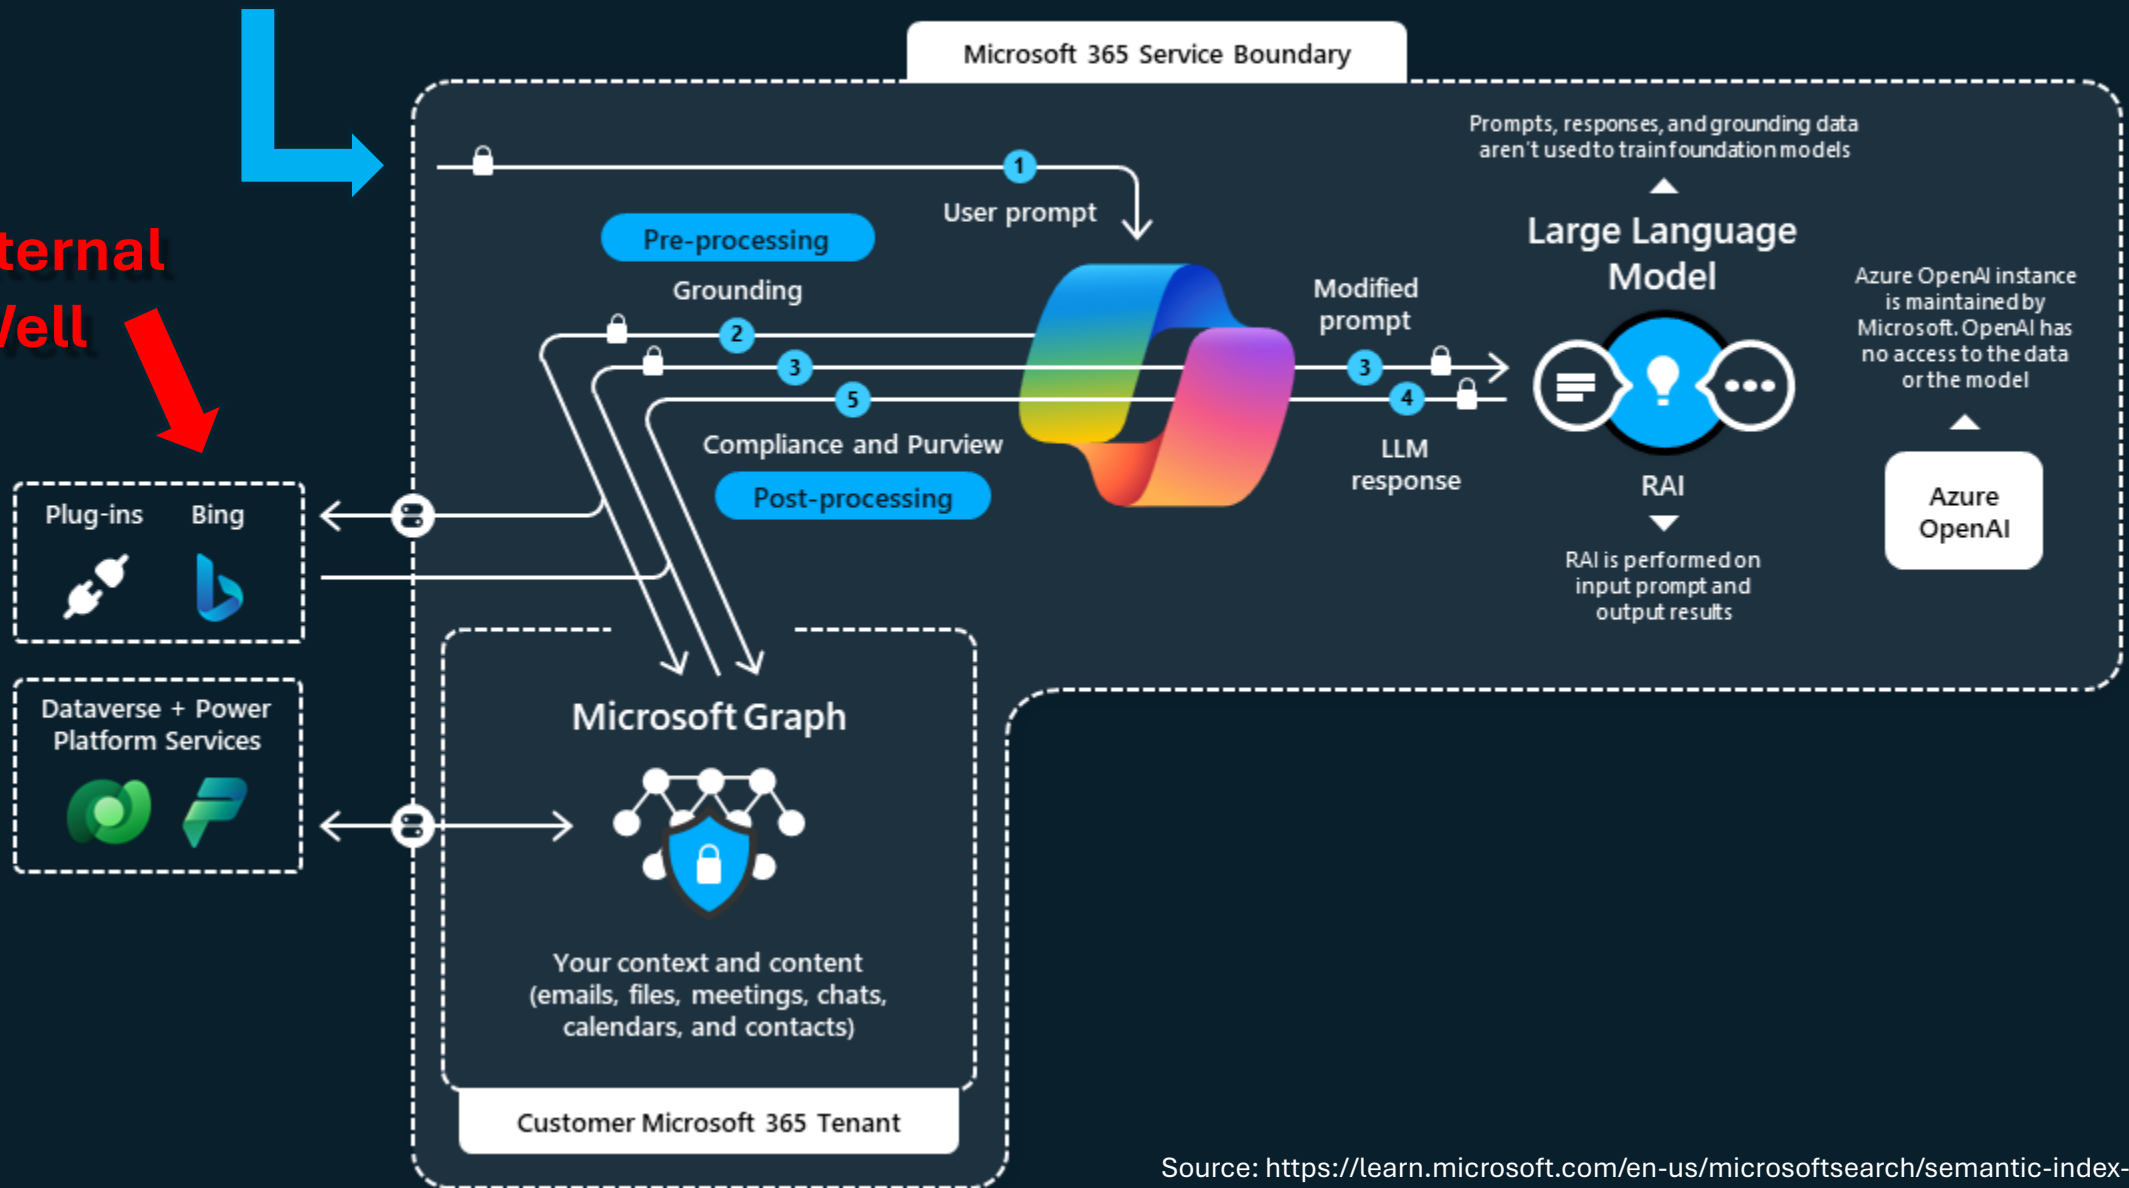 Microsoft 365 Service Boundary
Prompts, responses, and grounding data
aren't used to train foundation models
1
User prompt
Pre-processing
Grounding
2
3
5
Compliance and Purview
Post-processing
Modified
prompt
3
4
LLM
response
Large Language
Model
RAI
RAI is performed on
input prompt and
output results
Azure OpenAI instance
is maintained by
Microsoft. OpenAI has
no access to the data
or the model
Azure
OpenAI
ternal
Vell
Plug-ins
Bing
Dataverse + Power
Platform Services
Microsoft Graph
Your context and content
(emails, files, meetings, chats,
calendars, and contacts)
Customer Microsoft 365 Tenant
Source: https://learn.microsoft.com/en-us/microsoftsearch/semantic-index-